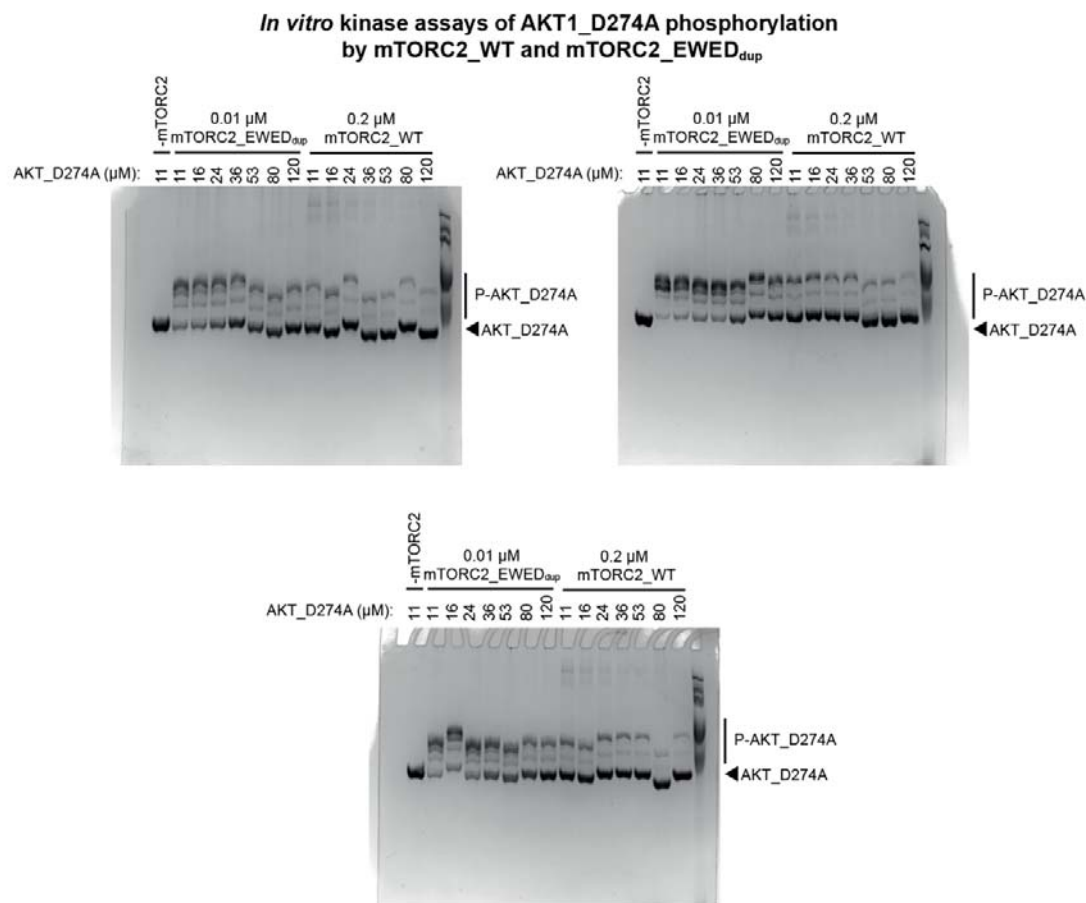 In vitro kinase assays of AKT1_D274A phosphorylation
by mTORC2_WT and mTORC2_EWEDdup
-mTORC2
0.01 µM
mTORC2_EWEDdup
0.2 µM
mTORC2_WT
AKT_D274A (µM): 11 11 16 24 36 53 80 120 11 16 24 36 53 80 120
P-AKT_D274A
AKT_D274A
-mTORC2
0.01 µM
mTORC2_EWEDdup
0.2 µM
mTORC2_WT
AKT_D274A (µM): 11 11 16 24 36 53 80 120 11 16 24 36 53 80 120
P-AKT_D274A
AKT_D274A
-mTORC2
0.01 µM
mTORC2_EWEDdup
0.2 µM
mTORC2_WT
AKT_D274A (µM): 11 11 16 24 36 53 80 120 11 16 24 36 53 80 120
P-AKT_D274A
AKT_D274A